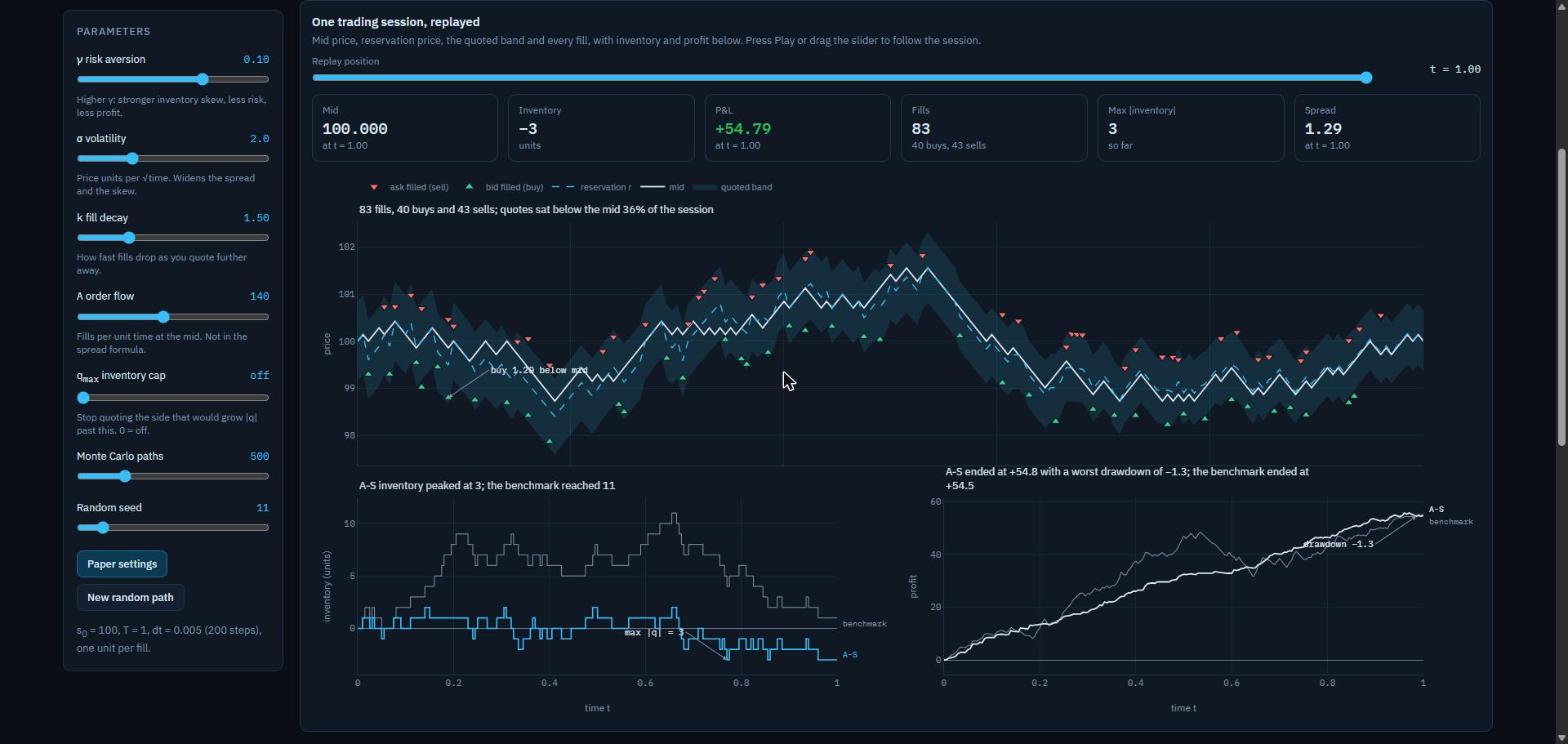 PARAMETERS
γ risk aversion 0.10
Higher γ: stronger inventory skew, less risk,
less profit.
σ volatility 2.0
Price units per √time. Widens the spread
and the skew.
k fill decay 1.50
How fast fills drop as you quote further
away.
A order flow 140
Fills per unit time at the mid. Not in the
spread formula.
qmax inventory cap off
Stop quoting the side that would grow |q|
past this. 0 = off.
Monte Carlo paths 500
Random seed 11
Paper settings
New random path
s0 = 100, T = 1, dt = 0.005 (200 steps),
one unit per fill.
One trading session, replayed
Mid price, reservation price, the quoted band and every fill, with inventory and profit below. Press Play or drag the slider to follow the session.
Replay position
t = 1.00
Mid
100.000
at t = 1.00
Inventory
−3
units
P&L
+54.79
at t = 1.00
Fills
83
40 buys, 43 sells
Max |inventory|
3
so far
Spread
1.29
at t = 1.00
ask filled (sell) bid filled (buy) reservation r mid quoted band
83 fills, 40 buys and 43 sells; quotes sat below the mid 36% of the session
102
101
100
99
98
price
buy 1.20 below mid
A-S inventory peaked at 3; the benchmark reached 11
10
5
0
inventory (units)
max |q| = 3
benchmark
A-S
0 0.2 0.4 0.6 0.8 1
time t
A-S ended at +54.8 with a worst drawdown of −1.3; the benchmark ended at
+54.5
60
40
20
0
profit
A-S
benchmark
drawdown −1.3
0 0.2 0.4 0.6 0.8 1
time t